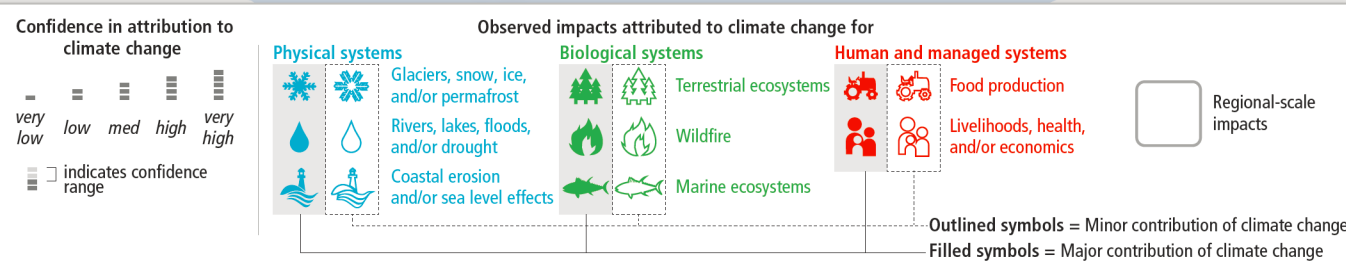 Confidence in attribution to
climate change
very
low
low
med
high
very
high
indicates confidence
range
Observed impacts attributed to climate change for
Physical systems
Glaciers, snow, ice,
and/or permafrost
Rivers, lakes, floods,
and/or drought
Coastal erosion
and/or sea level effects
Biological systems
Terrestrial ecosystems
Wildfire
Marine ecosystems
Human and managed systems
Food production
Livelihoods, health,
and/or economics
Regional-scale
impacts
Outlined symbols = Minor contribution of climate change
Filled symbols = Major contribution of climate change